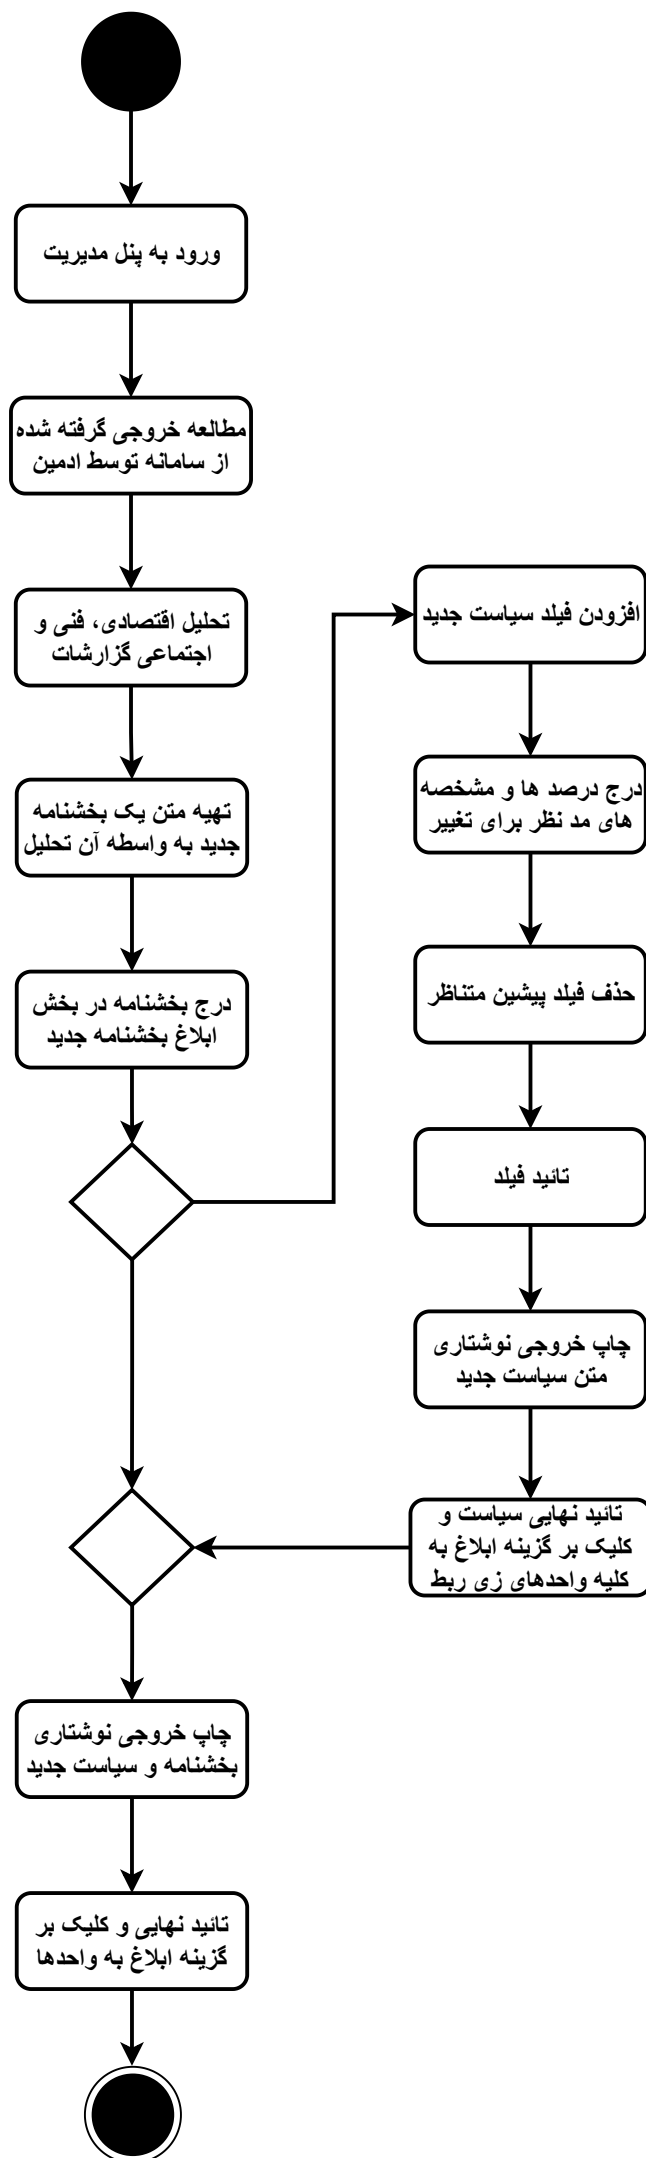 ورود به پنل مدیریت
مطالعه خروجی گرفته شده
از سامانه توسط ادمین
تحلیل اقتصادی، فنی و
اجتماعی گزارشات
تهیه متن یک بخشنامه
جدید به واسطه آن تحلیل
درج بخشنامه در بخش
ابلاغ بخشنامه جدید
افزودن فیلد سیاست جدید
درج درصد ها و مشخصه
های مد نظر برای تغییر
حذف فیلد پیشین متناظر
تائید فیلد
چاپ خروجی نوشتاری
متن سیاست جدید
تائید نهایی سیاست و
کلیک بر گزینه ابلاغ به
کلیه واحدهای زی ربط
چاپ خروجی نوشتاری
بخشنامه و سیاست جدید
تائید نهایی و کلیک بر
گزینه ابلاغ به واحدها